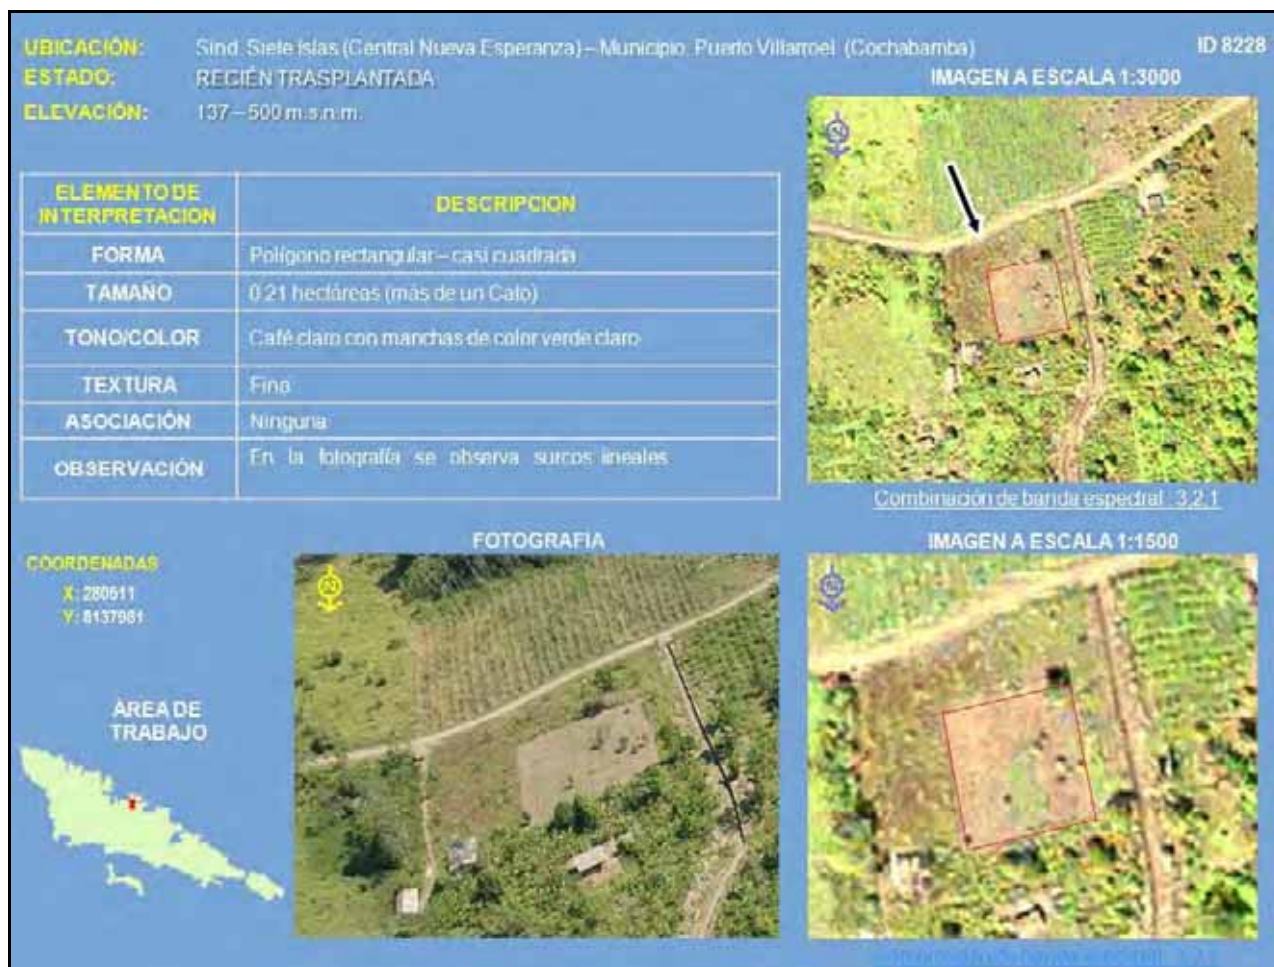 UBICACIÓN: Sind. Siete Islas (Central Nueva Esperanza) – Municipio. Puerto Villarroel (Cochabamba)
ID 8228
ESTADO: RECIÉN TRASPLANTADA
ELEVACIÓN: 137 – 500 m.s.n.m.
IMAGEN A ESCALA 1:3000
ELEMENTO DE INTERPRETACION
DESCRIPCION
FORMA Polígono rectangular – casi cuadrada
TAMAÑO 0.21 hectáreas (más de un Cato)
TONO/COLOR Café claro con manchas de color verde claro
TEXTURA Fina
ASOCIACIÓN Ninguna
OBSERVACIÓN En la fotografía se observa surcos lineales
Combinación de banda espectral 3,2,1
COORDENADAS
X: 280511
Y: 8137981
FOTOGRAFÍA
IMAGEN A ESCALA 1:1500
ÁREA DE
TRABAJO